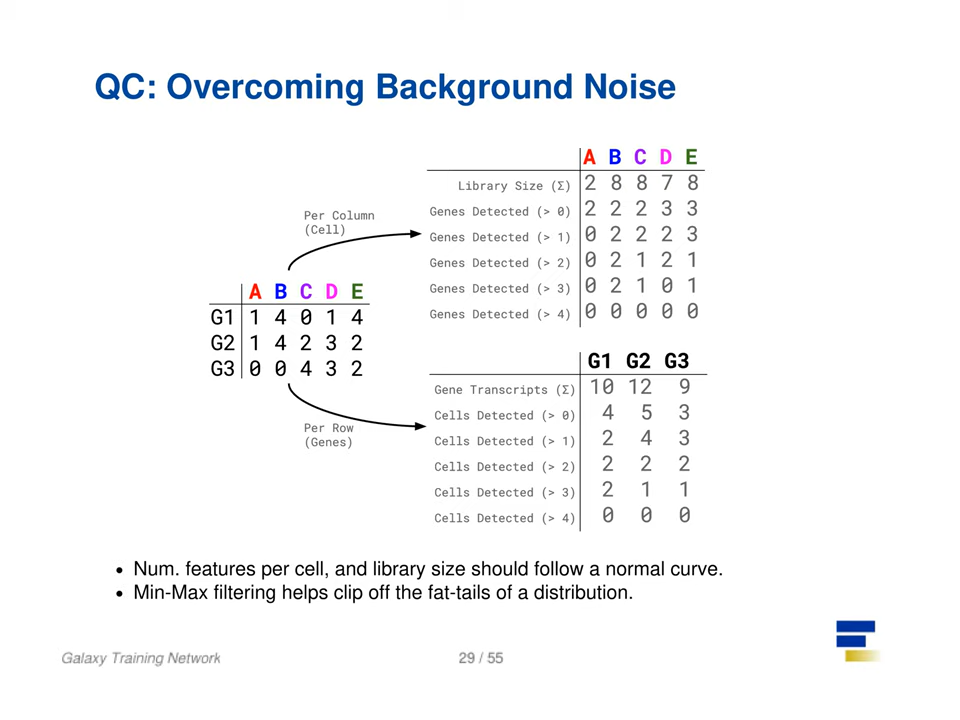 QC: Overcoming Background Noise
A B C D E
Library Size (Σ) 2 8 8 7 8
Genes Detected (> 0) 2 2 2 3 3
Genes Detected (> 1) 0 2 2 2 3
Genes Detected (> 2) 0 2 1 2 1
Genes Detected (> 3) 0 2 1 0 1
Genes Detected (> 4) 0 0 0 0 0
Per Column
(Cell)
A B C D E
G1 1 4 0 1 4
G2 1 4 2 3 2
G3 0 0 4 3 2
Per Row
(Genes)
G1 G2 G3
Gene Transcripts (Σ) 10 12 9
Cells Detected (> 0) 4 5 3
Cells Detected (> 1) 2 4 3
Cells Detected (> 2) 2 2 2
Cells Detected (> 3) 2 1 1
Cells Detected (> 4) 0 0 0
• Num. features per cell, and library size should follow a normal curve.
• Min-Max filtering helps clip off the fat-tails of a distribution.
Galaxy Training Network
29 / 55